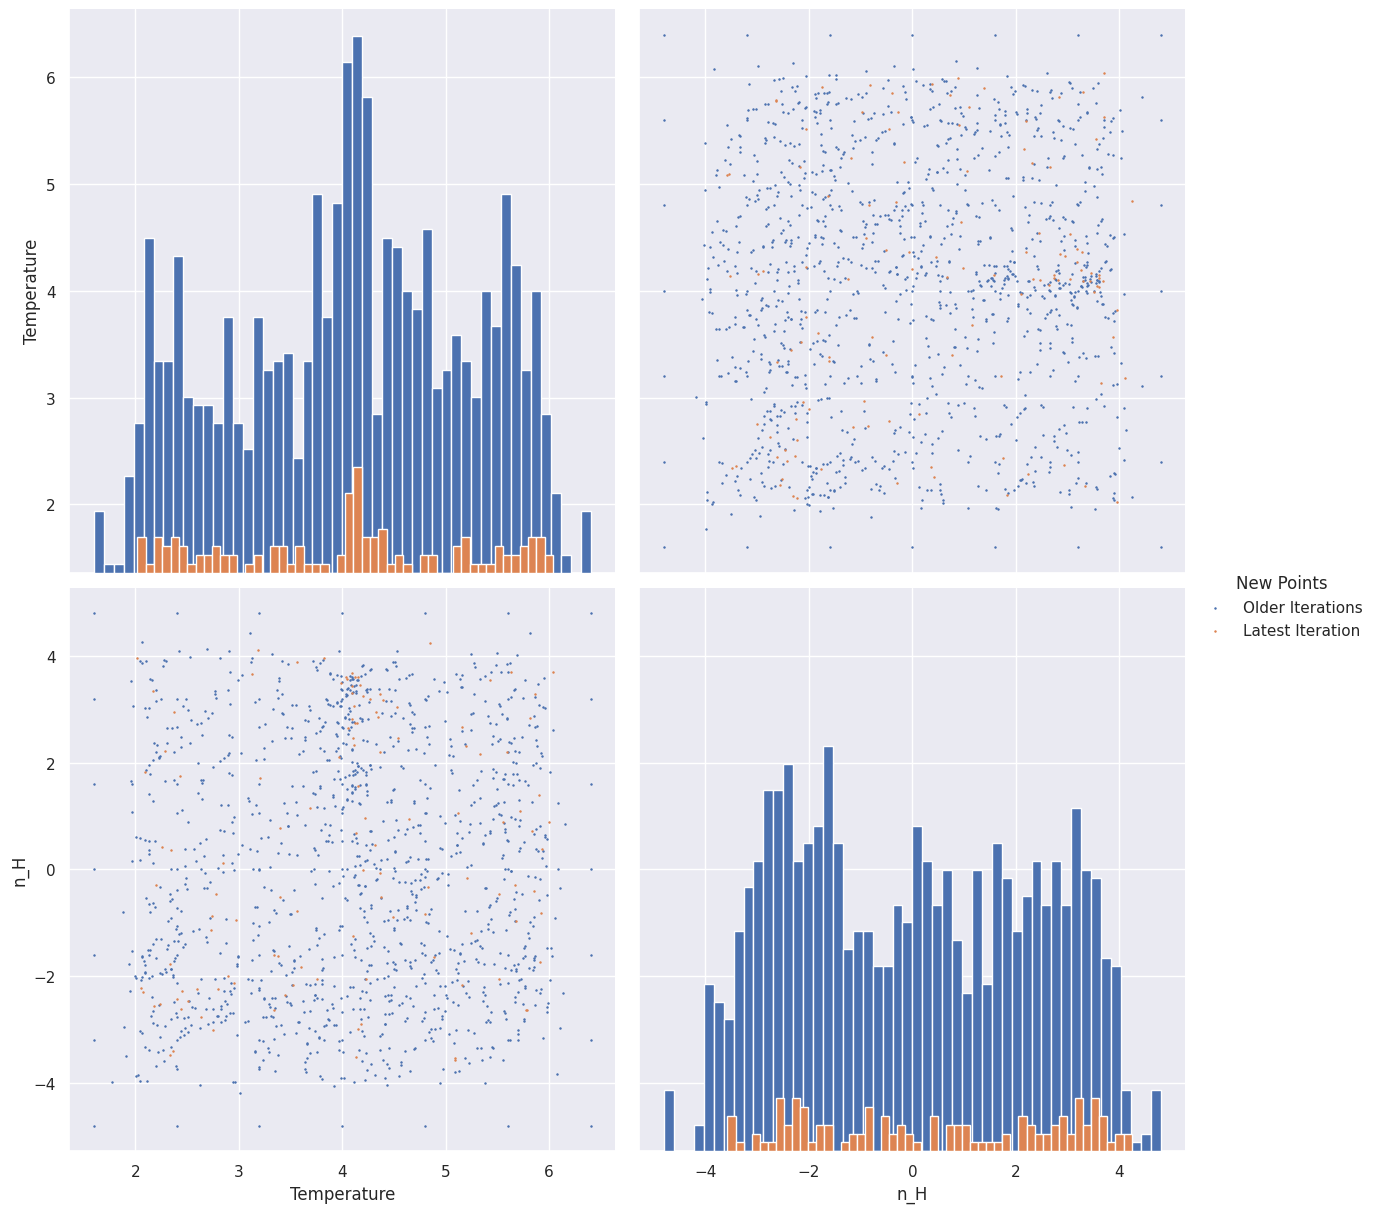 6
5
4
3
2
Temperature
4
2
0
−2
−4
n_H
2 3 4 5 6
Temperature
−4 −2 0 2 4
n_H
New Points
Older Iterations
Latest Iteration